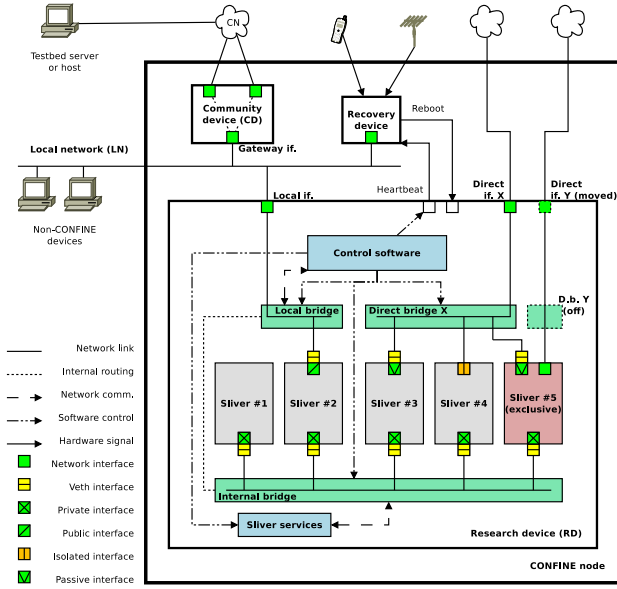 CN
Testbed server
or host
Community
device (CD)
Recovery
device
Reboot
Local network (LN)
Gateway if.
Heartbeat
Local if.
Direct
if. X
Direct
if. Y (moved)
Non-CONFINE
devices
Control software
Local bridge
Direct bridge X
D.b. Y
(off)
Sliver #1
Sliver #2
Sliver #3
Sliver #4
Sliver #5
(exclusive)
Internal bridge
Sliver services
Research device (RD)
CONFINE node
Network link
Internal routing
Network comm.
Software control
Hardware signal
Network interface
Veth interface
Private interface
Public interface
Isolated interface
Passive interface